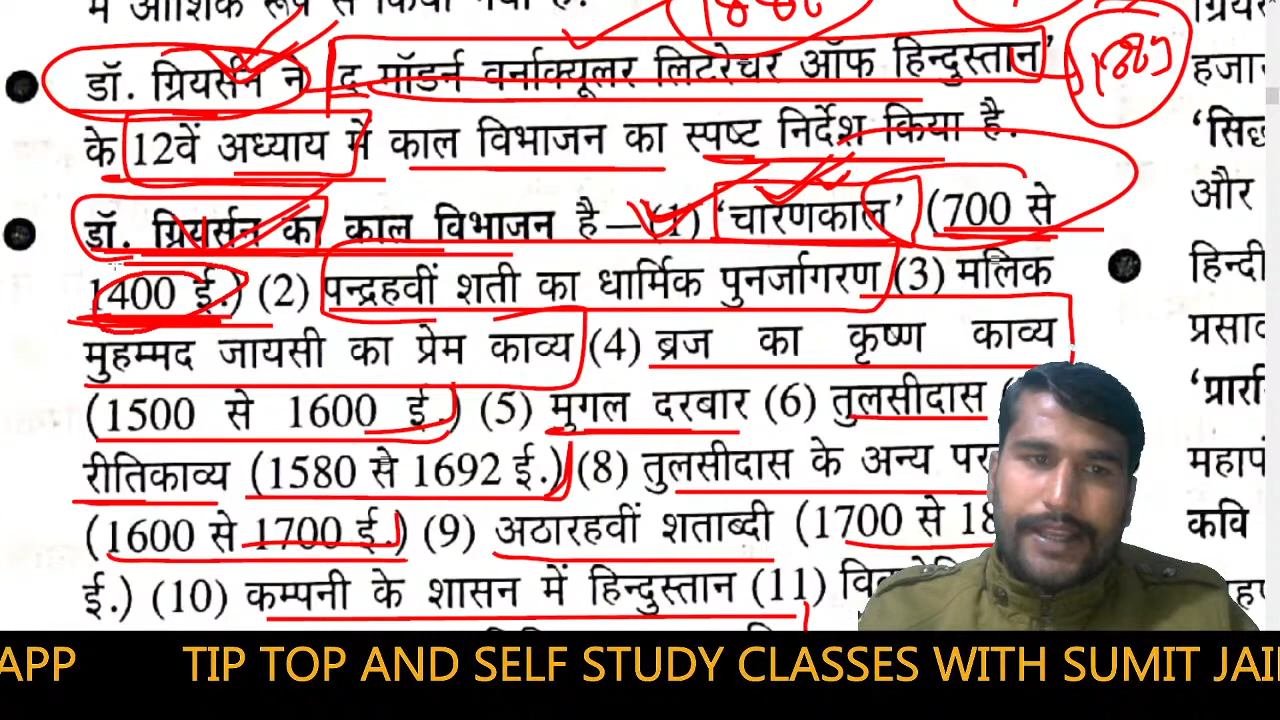 में आंशिक रूप से किया गया है.
डॉ. ग्रियर्सन ने 'द मॉडर्न वर्नाक्यूलर लिटरेचर ऑफ हिन्दुस्तान'
के 12वें अध्याय में काल विभाजन का स्पष्ट निर्देश किया है.
डॉ. ग्रियर्सन का काल विभाजन है—(1) 'चारणकाल' (700 से
1400 ई.) (2) पन्द्रहवीं शती का धार्मिक पुनर्जागरण (3) मलिक
मुहम्मद जायसी का प्रेम काव्य (4) ब्रज का कृष्ण काव्य
(1500 से 1600 ई.) (5) मुगल दरबार (6) तुलसीदास (
रीतिकाव्य (1580 से 1692 ई.) (8) तुलसीदास के अन्य पर
(1600 से 1700 ई.) (9) अठारहवीं शताब्दी (1700 से 18
ई.) (10) कम्पनी के शासन में हिन्दुस्तान (11)
हजा
'सिद्ध
और
हिन्दी
प्रसाद
'प्रारि
महापं
कवि
APP TIP TOP AND SELF STUDY CLASSES WITH SUMIT JAI